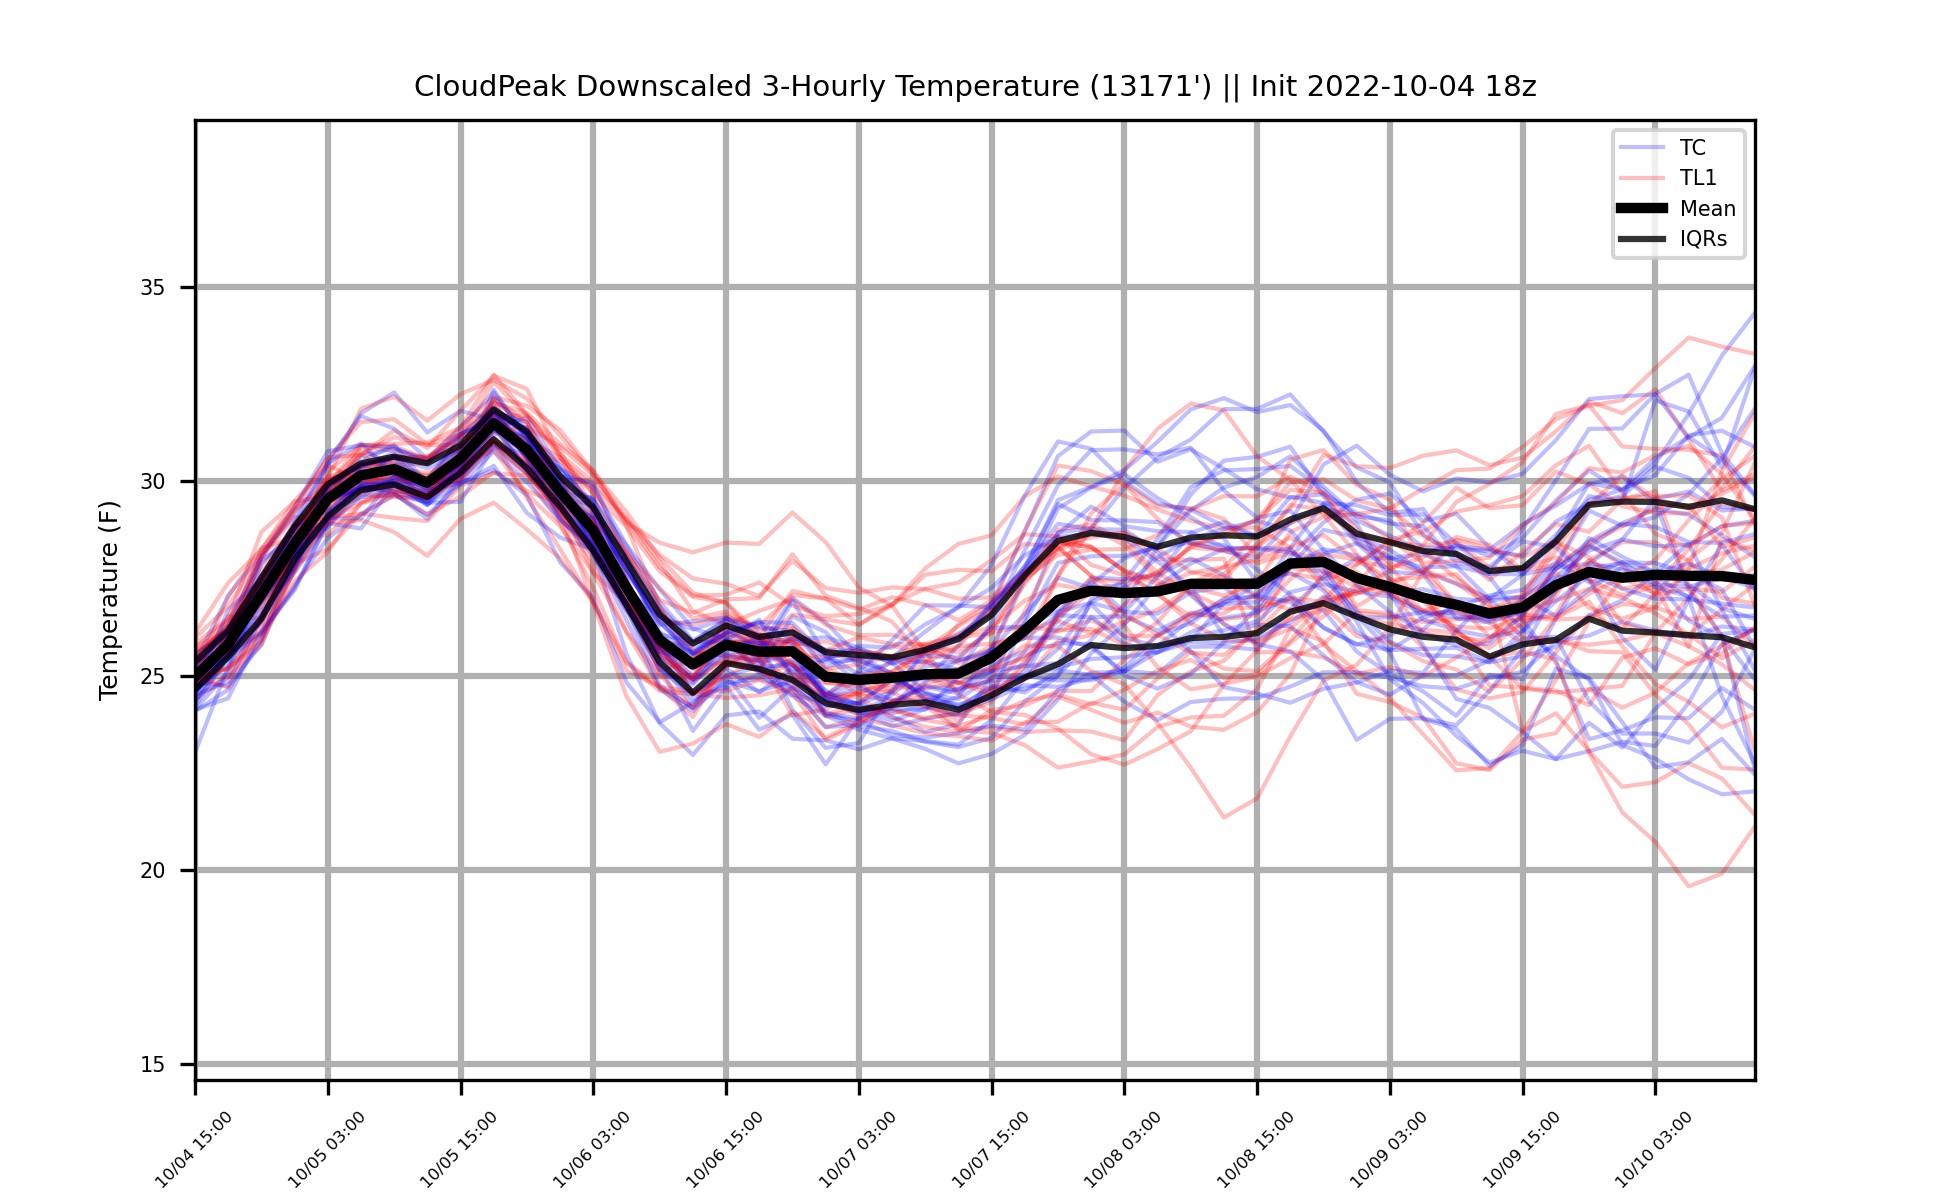 CloudPeak Downscaled 3-Hourly Temperature (13171') || Init 2022-10-04 18z
TC
TL1
Mean
IQRs
Temperature (F)
35
30
25
20
15
10/04 15:00
10/05 03:00
10/05 15:00
10/06 03:00
10/06 15:00
10/07 03:00
10/07 15:00
10/08 03:00
10/08 15:00
10/09 03:00
10/09 15:00
10/10 03:00